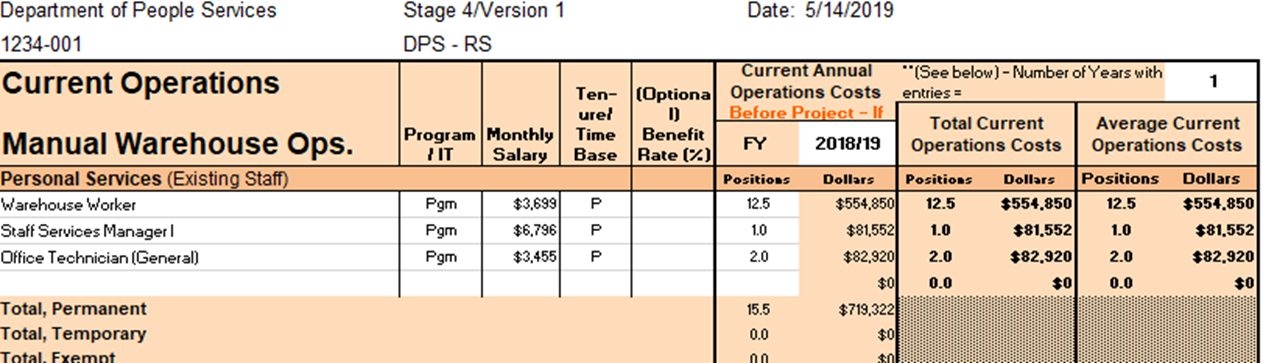 Department of People Services Stage 4/Version 1 Date: 5/14/2019
1234-001 DPS - RS
Current Operations
Manual Warehouse Ops.
Program
/ IT
Monthly
Salary
Ten-
ure/
Time
Base
(Optiona
l)
Benefit
Rate (%)
Current Annual
Operations Costs
Before Project - If
FY 2018/19
**(See below) - Number of Years with
entries =
1
Total Current
Operations Costs
Average Current
Operations Costs
Personal Services (Existing Staff) Positions Dollars Positions Dollars Positions Dollars
Warehouse Worker Pgm $3,699 P 12.5 $554,850 12.5 $554,850 12.5 $554,850
Staff Services Manager I Pgm $6,796 P 1.0 $81,552 1.0 $81,552 1.0 $81,552
Office Technician (General) Pgm $3,455 P 2.0 $82,920 2.0 $82,920 2.0 $82,920
$0 0.0 $0 0.0 $0
Total, Permanent 15.5 $719,322
Total, Temporary 0.0 $0
Total, Exempt 0.0 $0